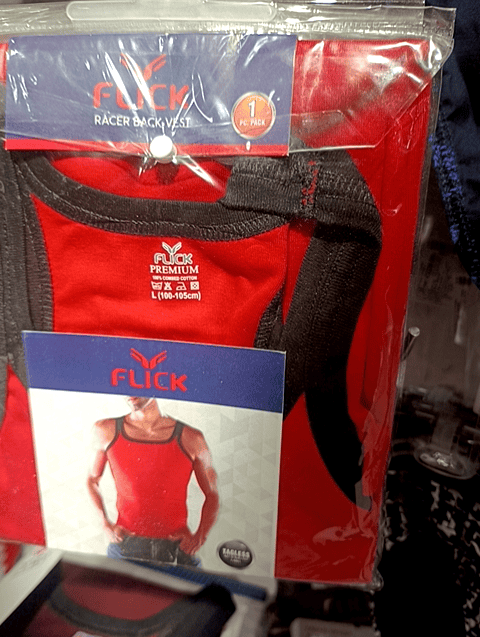 FLICK
RACER BACK VEST
1
PC. PACK
FLICK
PREMIUM
100% COMBED COTTON
L (100-105cm)
FLICK
TAGLESS